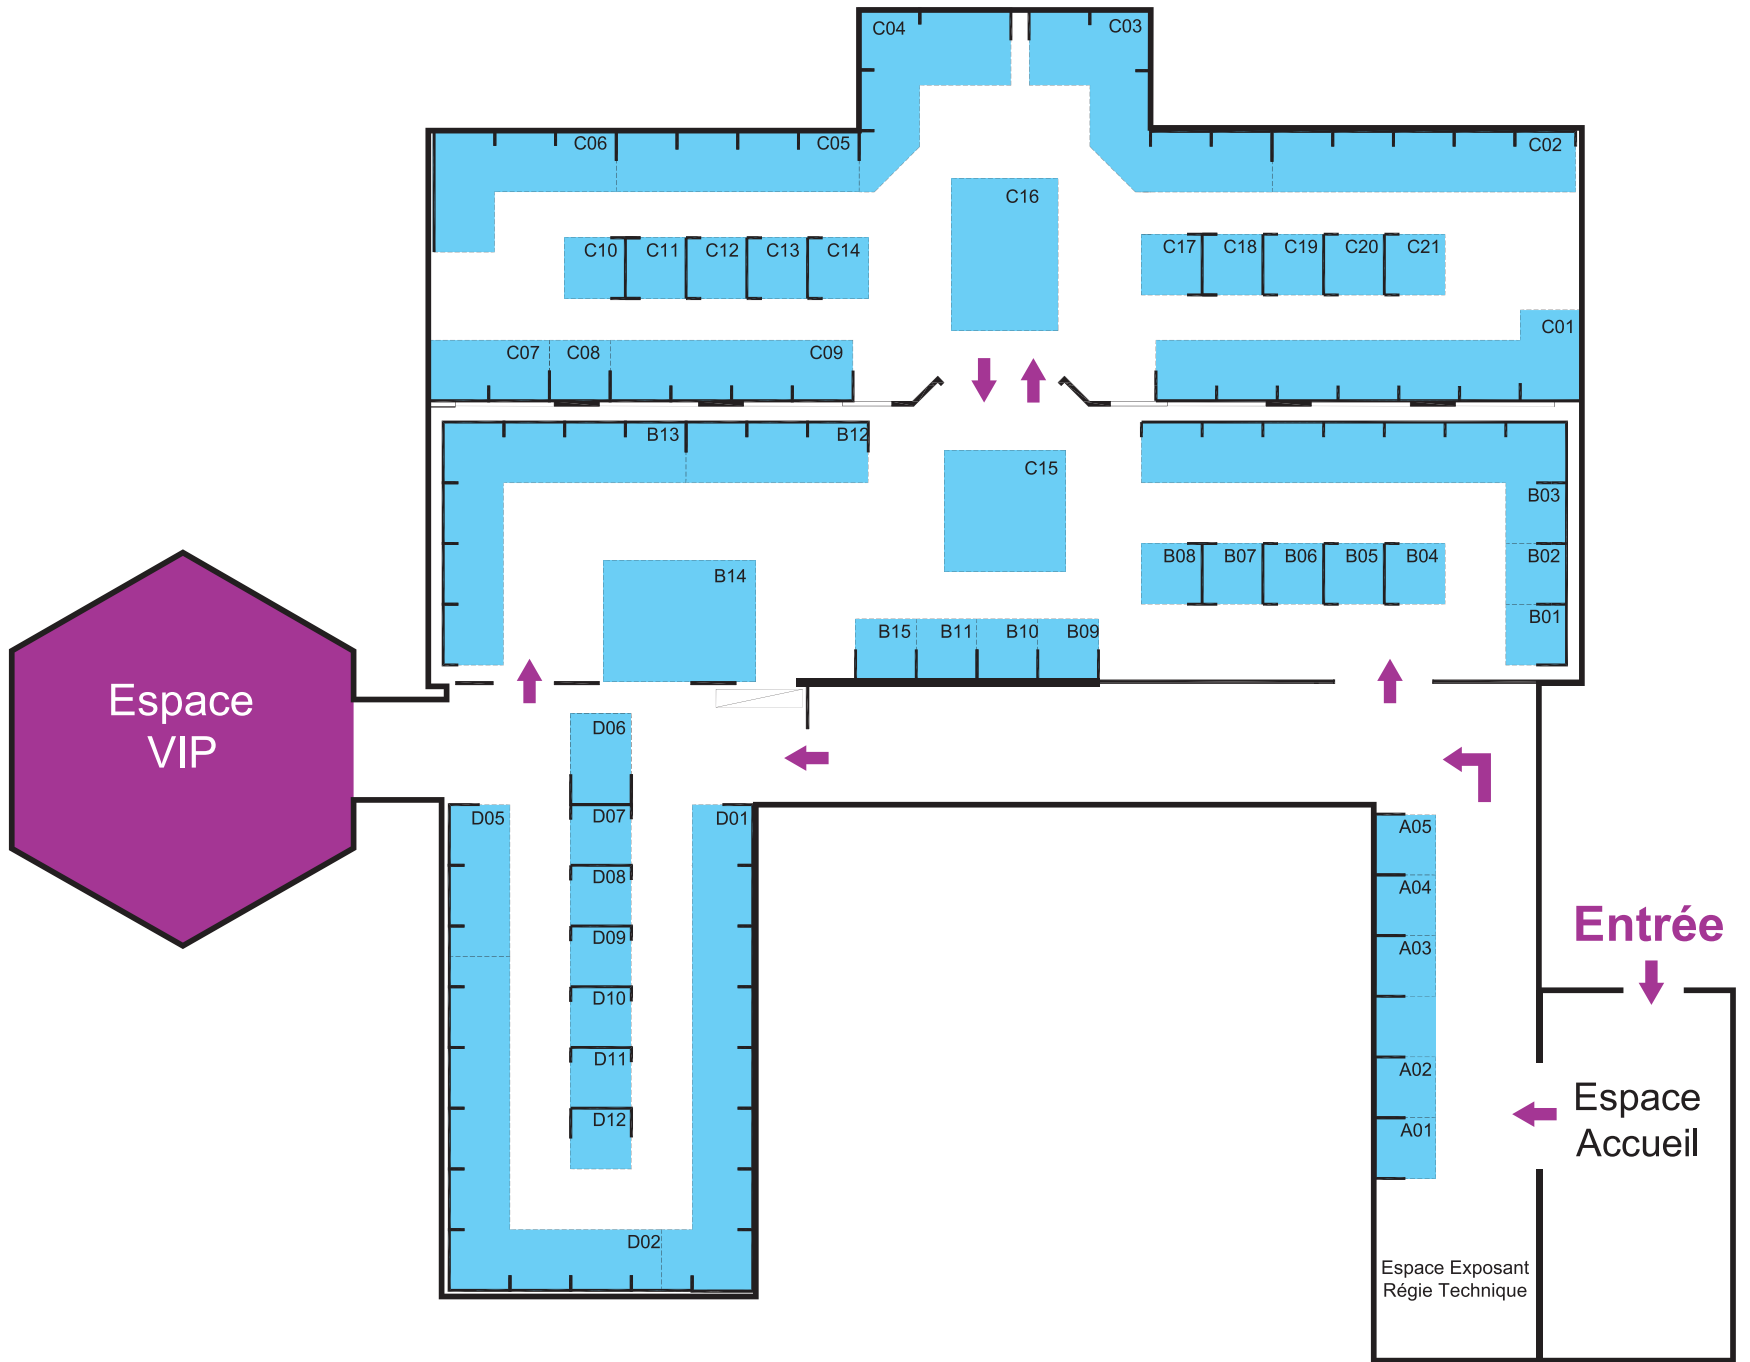 C04
C03
C06
C05
C02
C16
C10
C11
C12
C13
C14
C17
C18
C19
C20
C21
C01
C07
C08
C09
B13
B12
C15
B03
B14
B08
B07
B06
B05
B04
B02
B01
B15
B11
B10
B09
Espace
VIP
D06
D05
D07
D01
A05
D08
A04
D09
A03
Entrée
D10
D11
A02
D12
A01
Espace
Accueil
D02
Espace Exposant
Régie Technique